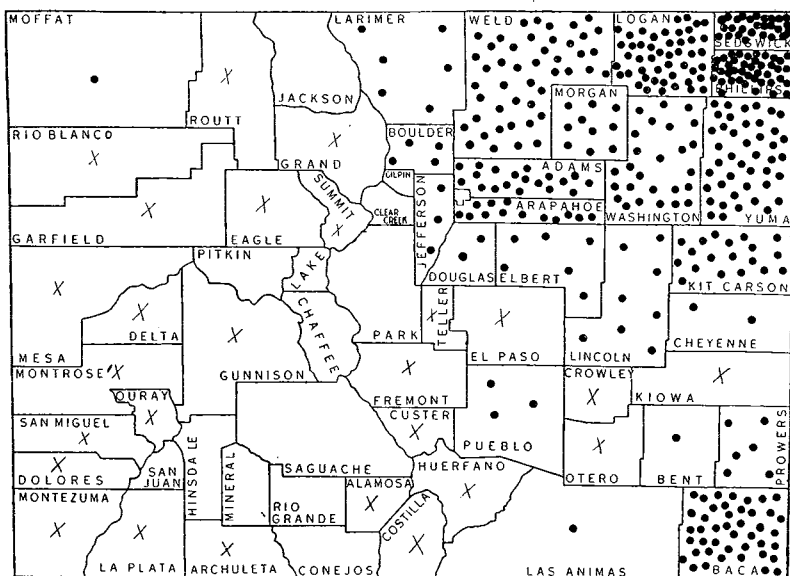 MOFFAT
LARIMER
WELD
LOGAN
SEDGWICK
PHILLIPS
ROUTT
JACKSON
MORGAN
RIO BLANCO
BOULDER
GRAND
GILPIN
ADAMS
SUMMIT
CLEAR
CREEK
JEFFERSON
ARAPAHOE
WASHINGTON
YUMA
GARFIELD
EAGLE
PITKIN
LAKE
DOUGLAS
ELBERT
KIT CARSON
DELTA
CHAFFEE
PARK
TELLER
MESA
EL PASO
LINCOLN
CHEYENNE
MONTROSE
GUNNISON
CROWLEY
KIOWA
OURAY
FREMONT
CUSTER
SAN MIGUEL
PUEBLO
PROWERS
HINSDALE
MINERAL
SAGUACHE
HUERFANO
OTERO
BENT
DOLORES
SAN
JUAN
ALAMOSA
MONTEZUMA
RIO
GRANDE
COSTILLA
LA PLATA
ARCHULETA
CONEJOS
LAS ANIMAS
BACA